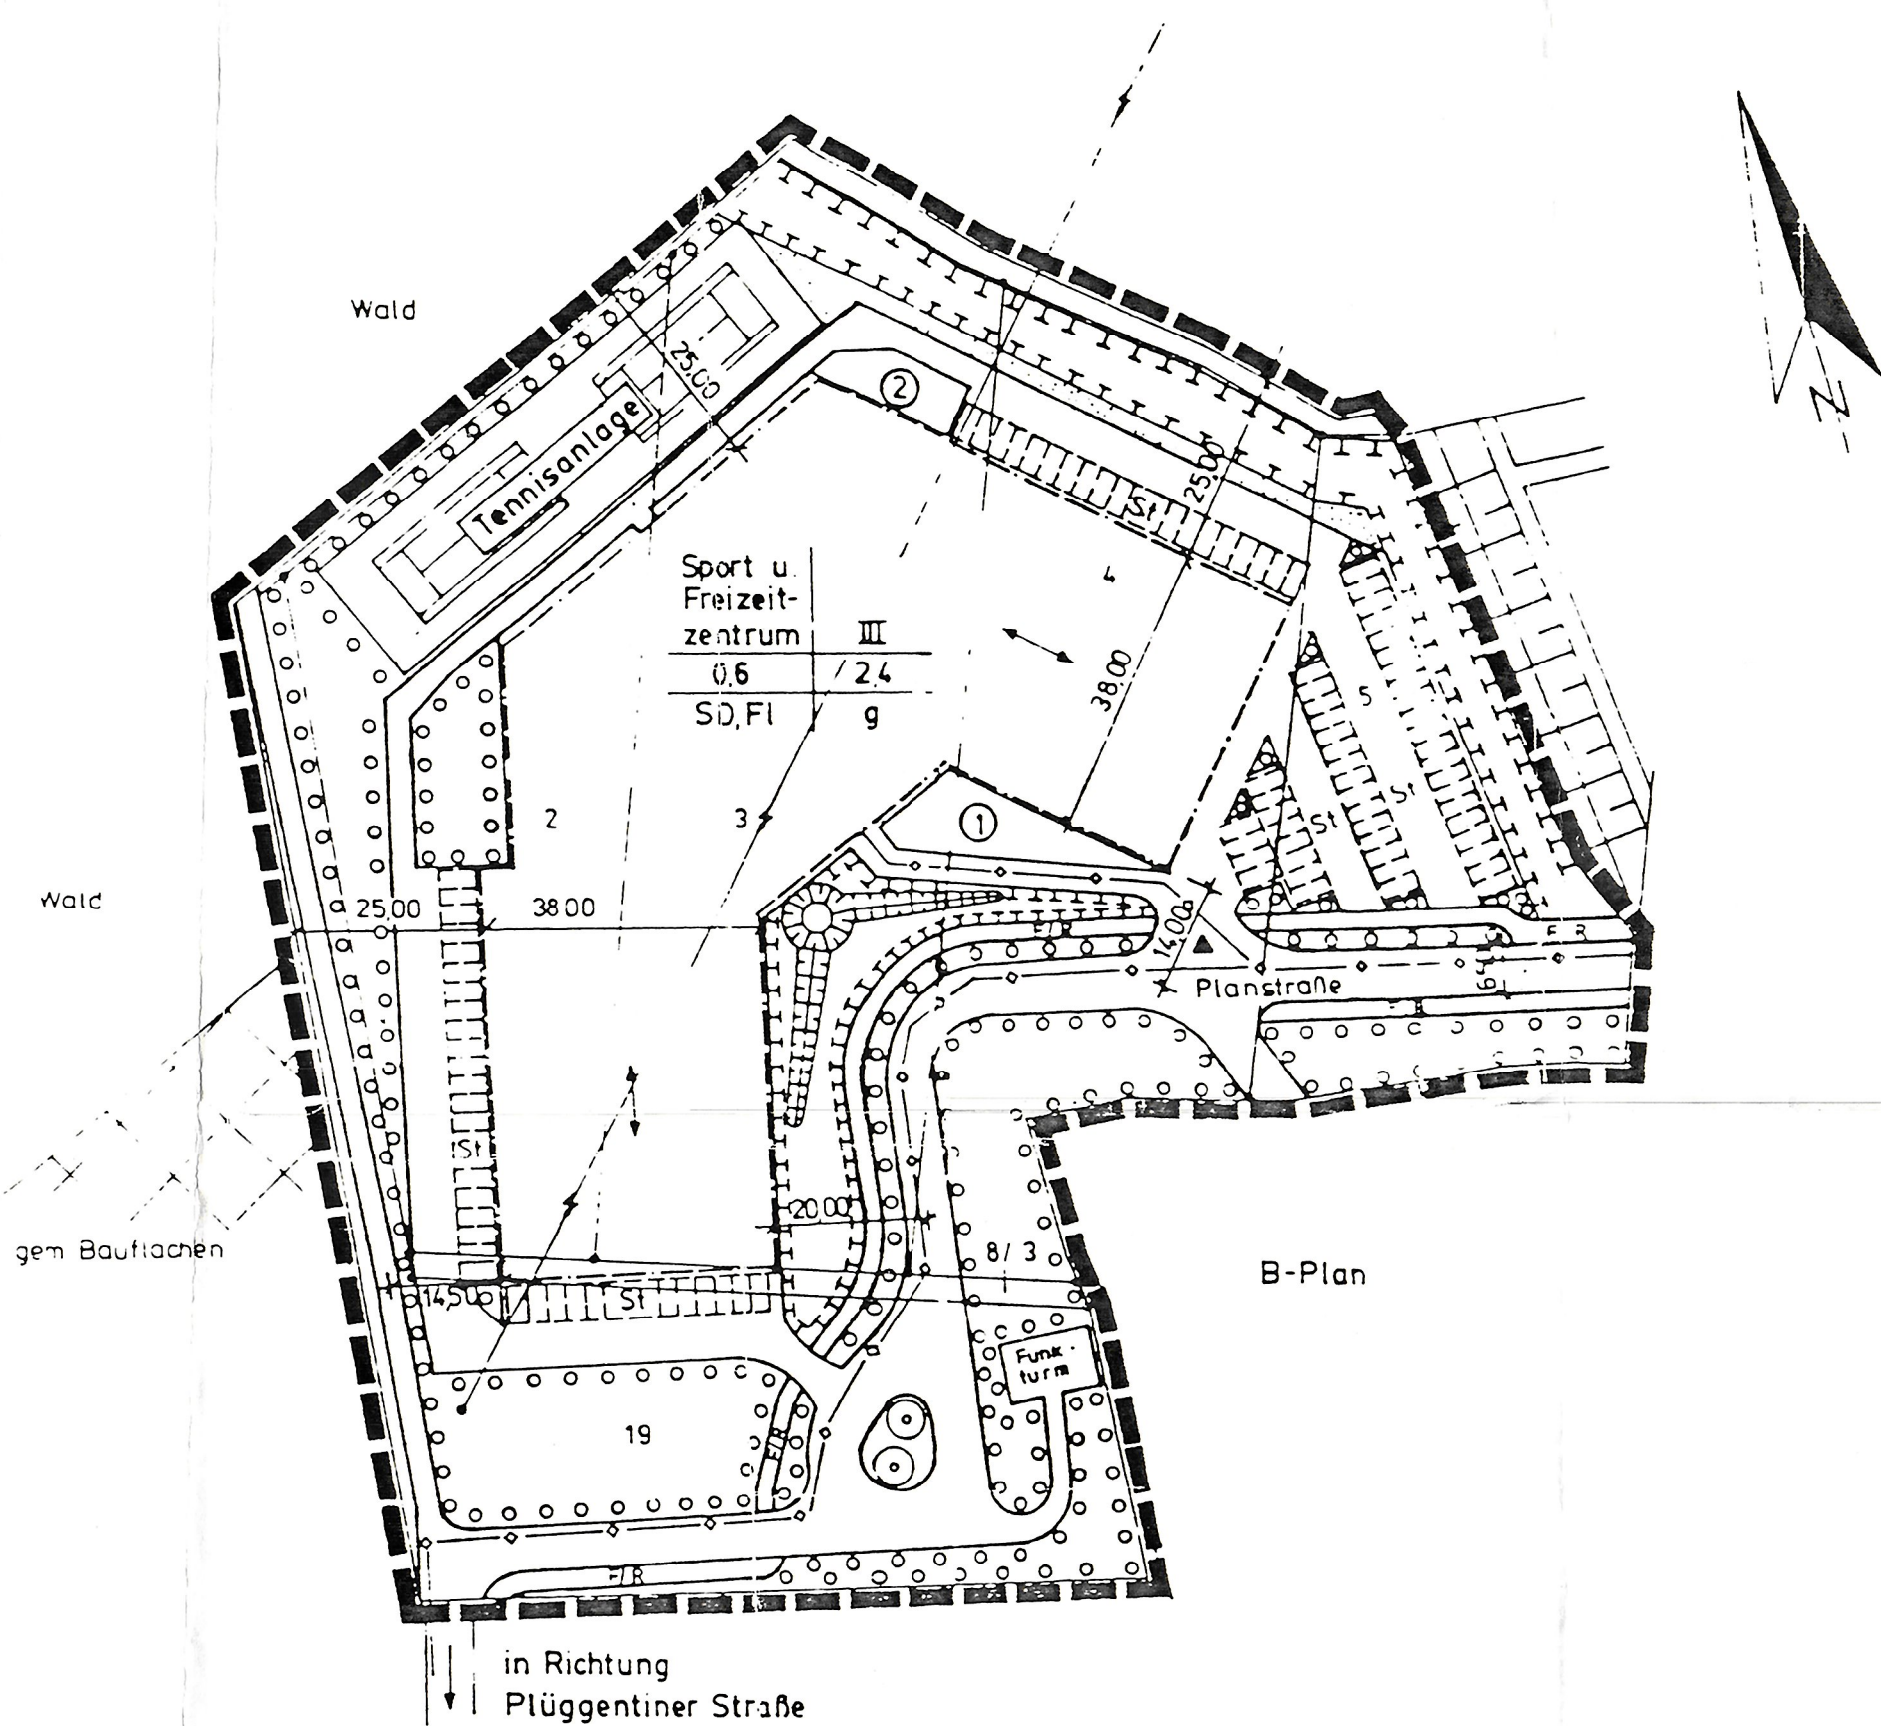 N
Wald
25,00
②
Tennisanlage
25,00
St
Sport u.
Freizeit-
zentrum
III
0,6
2,4
SD, Fl
g
4
38,00
5
St
St
2
3
①
Wald
25,00
38 00
F/R
14,00
F R
Planstraße
St
20 00
gem Bauflächen
8/3
B-Plan
14,50
St
Funk-
turm
19
F/R
F/R
in Richtung
Plüggentiner Straße